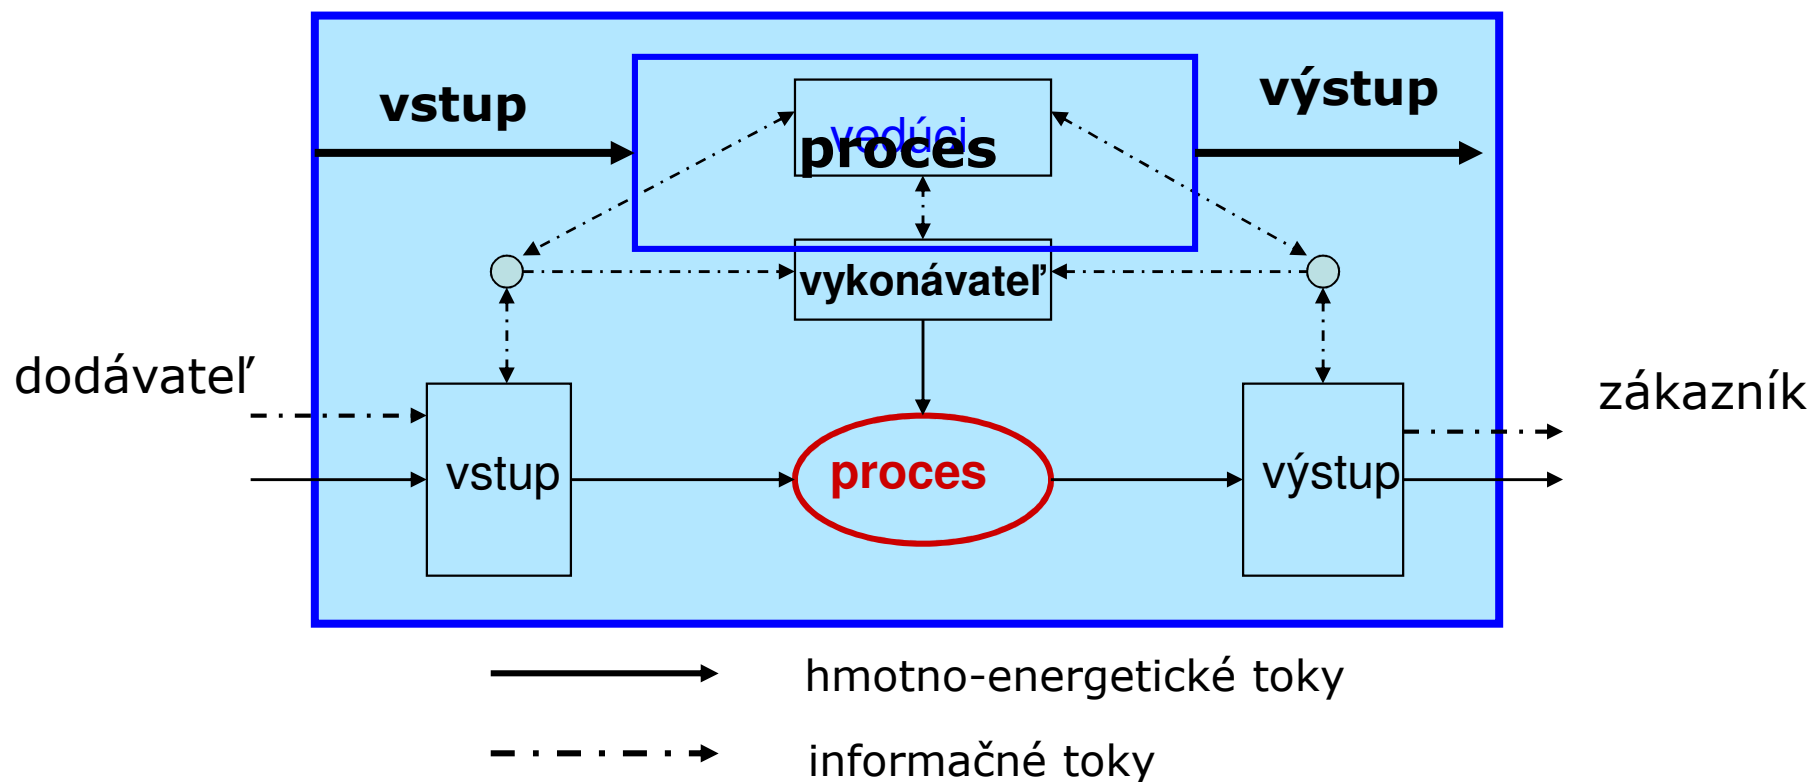 vstup
výstup
vedúci
proces
vykonávateľ
dodávateľ
zákazník
vstup
proces
výstup
hmotno-energetické toky
informačné toky